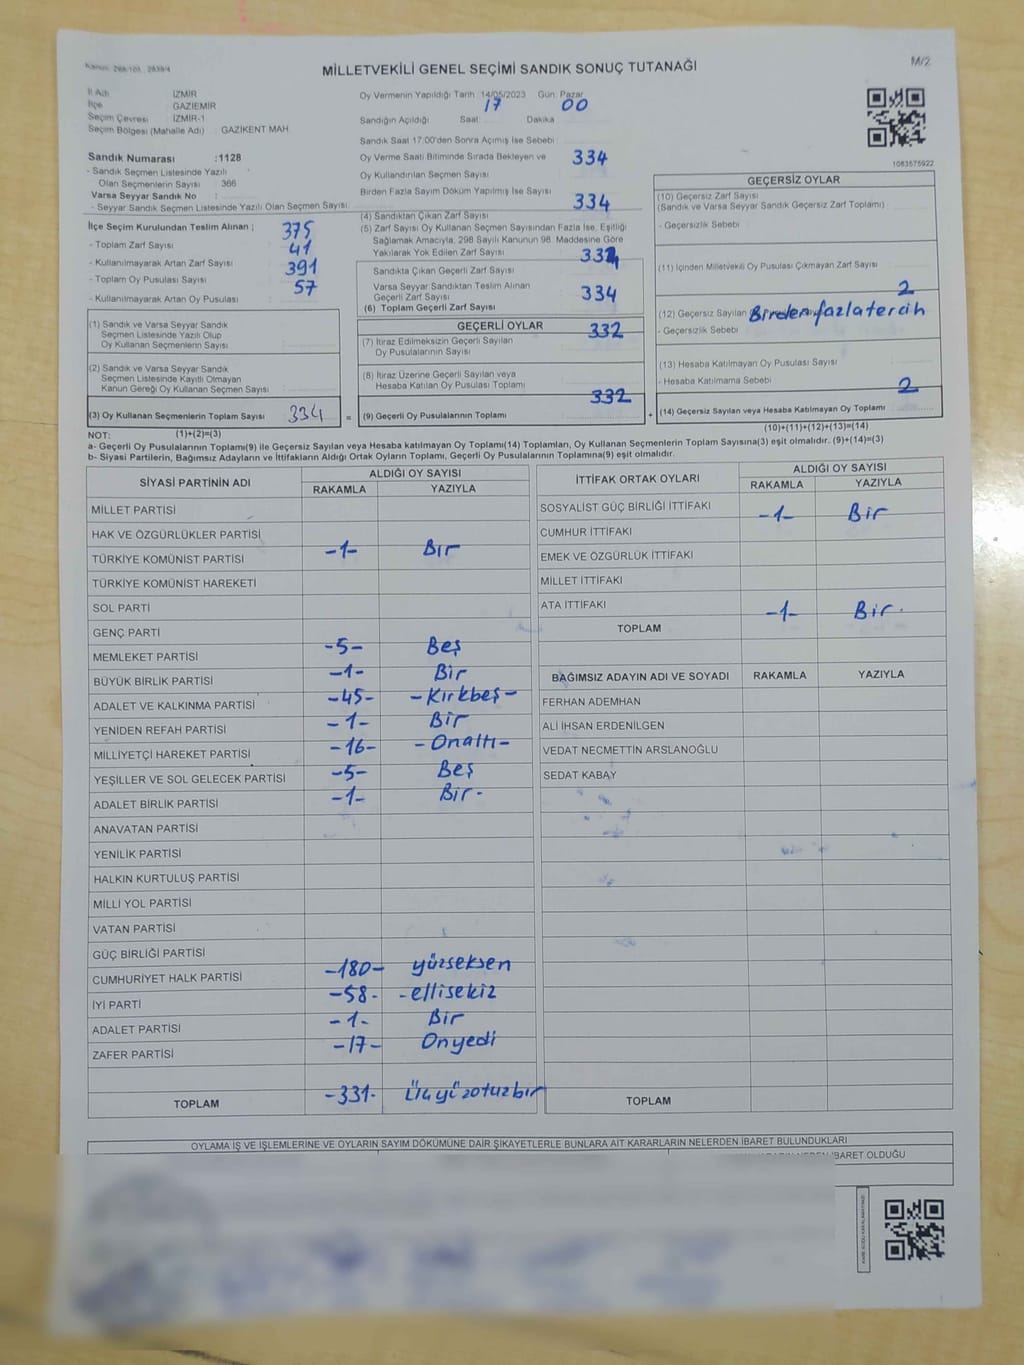 Kanun: 298/103, 2839/4
MİLLETVEKİLİ GENEL SEÇİMİ SANDIK SONUÇ TUTANAĞI
M/2
İl Adı İZMİR
İlçe GAZİEMİR
Seçim Çevresi İZMİR-1
Seçim Bölgesi (Mahalle Adı) : GAZİKENT MAH.
Sandık Numarası :1128
- Sandık Seçmen Listesinde Yazılı
Olan Seçmenlerin Sayısı 366
Varsa Seyyar Sandık No :
- Seyyar Sandık Seçmen Listesinde Yazılı Olan Seçmen Sayısı:
İlçe Seçim Kurulundan Teslim Alınan ; 375
- Toplam Zarf Sayısı 41
- Kullanılmayarak Artan Zarf Sayısı 391
- Toplam Oy Pusulası Sayısı 57
- Kullanılmayarak Artan Oy Pusulası
(1) Sandık ve Varsa Seyyar Sandık
Seçmen Listesinde Yazılı Olup
Oy Kullanan Seçmenlerin Sayısı
(2) Sandık ve Varsa Seyyar Sandık
Seçmen Listesinde Kayıtlı Olmayan
Kanun Gereği Oy Kullanan Seçmen Sayısı
(3) Oy Kullanan Seçmenlerin Toplam Sayısı 334 =
(1)+(2)=(3)
Oy Vermenin Yapıldığı Tarih :14/05/2023 Gün: Pazar
17 00
Sandığın Açıldığı Saat Dakika
Sandık Saat 17:00'den Sonra Açılmış İse Sebebi :
Oy Verme Saati Bitiminde Sırada Bekleyen ve 334
Oy Kullandırılan Seçmen Sayısı
Birden Fazla Sayım Döküm Yapılmış İse Sayısı
334
(4) Sandıktan Çıkan Zarf Sayısı
(5) Zarf Sayısı Oy Kullanan Seçmen Sayısından Fazla İse, Eşitliği
Sağlamak Amacıyla, 298 Sayılı Kanunun 98. Maddesine Göre
Yakılarak Yok Edilen Zarf Sayısı 334
Sandıkta Çıkan Geçerli Zarf Sayısı
Varsa Seyyar Sandıktan Teslim Alınan
Geçerli Zarf Sayısı 334
(6) Toplam Geçerli Zarf Sayısı
GEÇERLİ OYLAR 332
(7) İtiraz Edilmeksizin Geçerli Sayılan
Oy Pusulalarının Sayısı
(8) İtiraz Üzerine Geçerli Sayılan veya
Hesaba Katılan Oy Pusulası Toplamı
332
(9) Geçerli Oy Pusulalarının Toplamı +
1083575922
GEÇERSİZ OYLAR
(10) Geçersiz Zarf Sayısı
(Sandık ve Varsa Seyyar Sandık Geçersiz Zarf Toplamı)
- Geçersizlik Sebebi
(11) İçinden Milletvekili Oy Pusulası Çıkmayan Zarf Sayısı
2
(12) Geçersiz Sayılan Birden fazla tercih
- Geçersizlik Sebebi
(13) Hesaba Katılmayan Oy Pusulası Sayısı
- Hesaba Katılmama Sebebi 2
(14) Geçersiz Sayılan veya Hesaba Katılmayan Oy Toplamı
(10)+(11)+(12)+(13)=(14)
NOT:
a- Geçerli Oy Pusulalarının Toplamı(9) ile Geçersiz Sayılan veya Hesaba katılmayan Oy Toplamı(14) Toplamları, Oy Kullanan Seçmenlerin Toplam Sayısına(3) eşit olmalıdır. (9)+(14)=(3)
b- Siyasi Partilerin, Bağımsız Adayların ve İttifakların Aldığı Ortak Oyların Toplamı, Geçerli Oy Pusulalarının Toplamına(9) eşit olmalıdır.
SİYASİ PARTİNİN ADI ALDIĞI OY SAYISI
RAKAMLA YAZIYLA
MİLLET PARTİSİ
HAK VE ÖZGÜRLÜKLER PARTİSİ
TÜRKİYE KOMÜNİST PARTİSİ -1- Bir
TÜRKİYE KOMÜNİST HAREKETİ
SOL PARTİ
GENÇ PARTİ
MEMLEKET PARTİSİ -5- Beş
BÜYÜK BİRLİK PARTİSİ -1- Bir
ADALET VE KALKINMA PARTİSİ -45- -Kırkbeş-
YENİDEN REFAH PARTİSİ -1- Bir
MİLLİYETÇİ HAREKET PARTİSİ -16- -Onaltı-
YEŞİLLER VE SOL GELECEK PARTİSİ -5- Beş
ADALET BİRLİK PARTİSİ -1- Bir-
ANAVATAN PARTİSİ
YENİLİK PARTİSİ
HALKIN KURTULUŞ PARTİSİ
MİLLİ YOL PARTİSİ
VATAN PARTİSİ
GÜÇ BİRLİĞİ PARTİSİ
CUMHURİYET HALK PARTİSİ -180- yüzseksen
İYİ PARTİ -58- -ellisekiz
ADALET PARTİSİ -1- Bir
ZAFER PARTİSİ -17- Onyedi
TOPLAM -331- Üçyüzotuzbir
İTTİFAK ORTAK OYLARI ALDIĞI OY SAYISI
RAKAMLA YAZIYLA
SOSYALİST GÜÇ BİRLİĞİ İTTİFAKI
CUMHUR İTTİFAKI -1- Bir
EMEK VE ÖZGÜRLÜK İTTİFAKI
MİLLET İTTİFAKI
ATA İTTİFAKI
TOPLAM -1- Bir.
BAĞIMSIZ ADAYIN ADI VE SOYADI RAKAMLA YAZIYLA
FERHAN ADEMHAN
ALİ İHSAN ERDENİLGEN
VEDAT NECMETTİN ARSLANOĞLU
SEDAT KABAY
TOPLAM
OYLAMA İŞ VE İŞLEMLERİNE VE OYLARIN SAYIM DÖKÜMÜNE DAİR ŞİKAYETLERLE BUNLARA AİT KARARLARIN NELERDEN İBARET BULUNDUKLARI
İBARET OLDUĞU